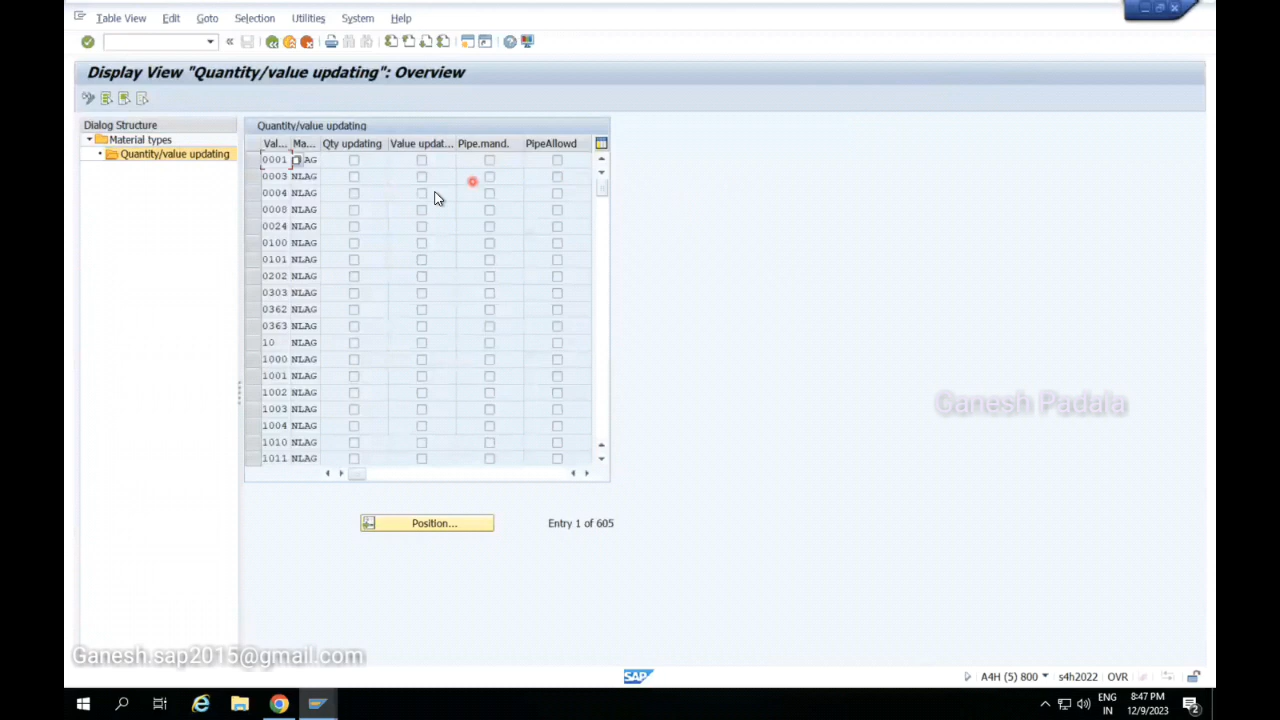 Table View Edit Goto Selection Utilities System Help
Display View "Quantity/value updating": Overview
Dialog Structure
Material types
Quantity/value updating
Quantity/value updating
Val... Ma... Qty updating Value updat... Pipe.mand. PipeAllowd
0001 AG
0003 NLAG
0004 NLAG
0008 NLAG
0024 NLAG
0100 NLAG
0101 NLAG
0202 NLAG
0303 NLAG
0362 NLAG
0363 NLAG
10 NLAG
1000 NLAG
1001 NLAG
1002 NLAG
1003 NLAG
1004 NLAG
1010 NLAG
1011 NLAG
Position... Entry 1 of 605
Ganesh Padala
Ganesh.sap2015@gmail.com
SAP A4H (5) 800 s4h2022 OVR
ENG 8:47 PM
IN 12/9/2023 2